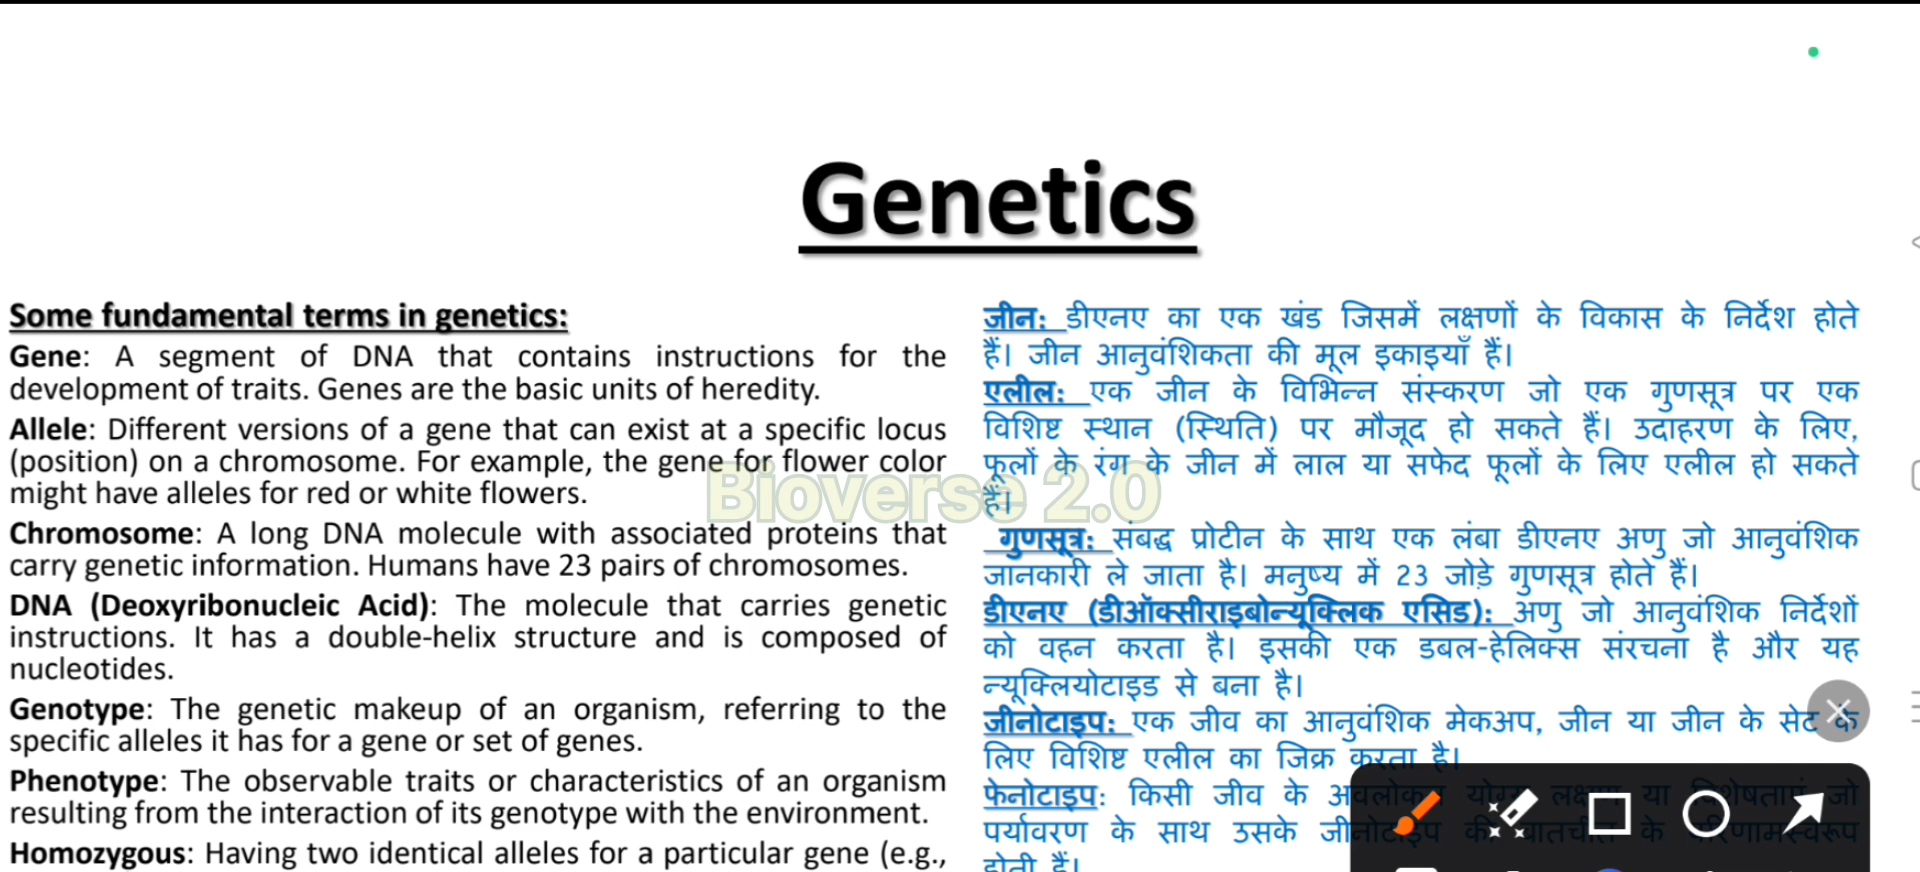 Genetics
Some fundamental terms in genetics:
Gene: A segment of DNA that contains instructions for the
development of traits. Genes are the basic units of heredity.
Allele: Different versions of a gene that can exist at a specific locus
(position) on a chromosome. For example, the gene for flower color
might have alleles for red or white flowers.
Chromosome: A long DNA molecule with associated proteins that
carry genetic information. Humans have 23 pairs of chromosomes.
DNA (Deoxyribonucleic Acid): The molecule that carries genetic
instructions. It has a double-helix structure and is composed of
nucleotides.
Genotype: The genetic makeup of an organism, referring to the
specific alleles it has for a gene or set of genes.
Phenotype: The observable traits or characteristics of an organism
resulting from the interaction of its genotype with the environment.
Homozygous: Having two identical alleles for a particular gene (e.g.,
जीन: डीएनए का एक खंड जिसमें लक्षणों के विकास के निर्देश होते
हैं। जीन आनुवंशिकता की मूल इकाइयाँ हैं।
एलील: एक जीन के विभिन्न संस्करण जो एक गुणसूत्र पर एक
विशिष्ट स्थान (स्थिति) पर मौजूद हो सकते हैं। उदाहरण के लिए,
फूलों के रंग के जीन में लाल या सफेद फूलों के लिए एलील हो सकते
हैं।
गुणसूत्र: संबद्ध प्रोटीन के साथ एक लंबा डीएनए अणु जो आनुवंशिक
जानकारी ले जाता है। मनुष्य में 23 जोड़े गुणसूत्र होते हैं।
डीएनए (डीऑक्सीराइबोन्यूक्लिक एसिड): अणु जो आनुवंशिक निर्देशों
को वहन करता है। इसकी एक डबल-हेलिक्स संरचना है और यह
न्यूक्लियोटाइड से बना है।
जीनोटाइप: एक जीव का आनुवंशिक मेकअप, जीन या जीन के सेट के
लिए विशिष्ट एलील का जिक्र करता है।
फेनोटाइप: किसी जीव के अवलोकन योग्य लक्षण या विशेषताएं जो
पर्यावरण के साथ उसके जीनोटाइप की बातचीत के परिणामस्वरूप
होती हैं।
Bioverse 2.0